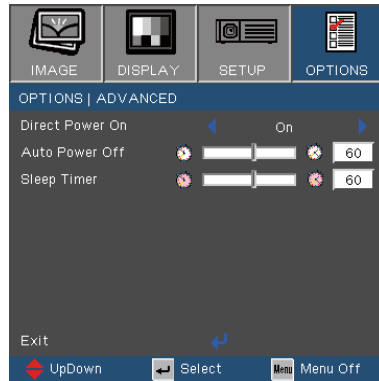 IMAGE DISPLAY SETUP OPTIONS
OPTIONS | ADVANCED
Direct Power On On
Auto Power Off 60
Sleep Timer 60
Exit
UpDown Select Menu Menu Off